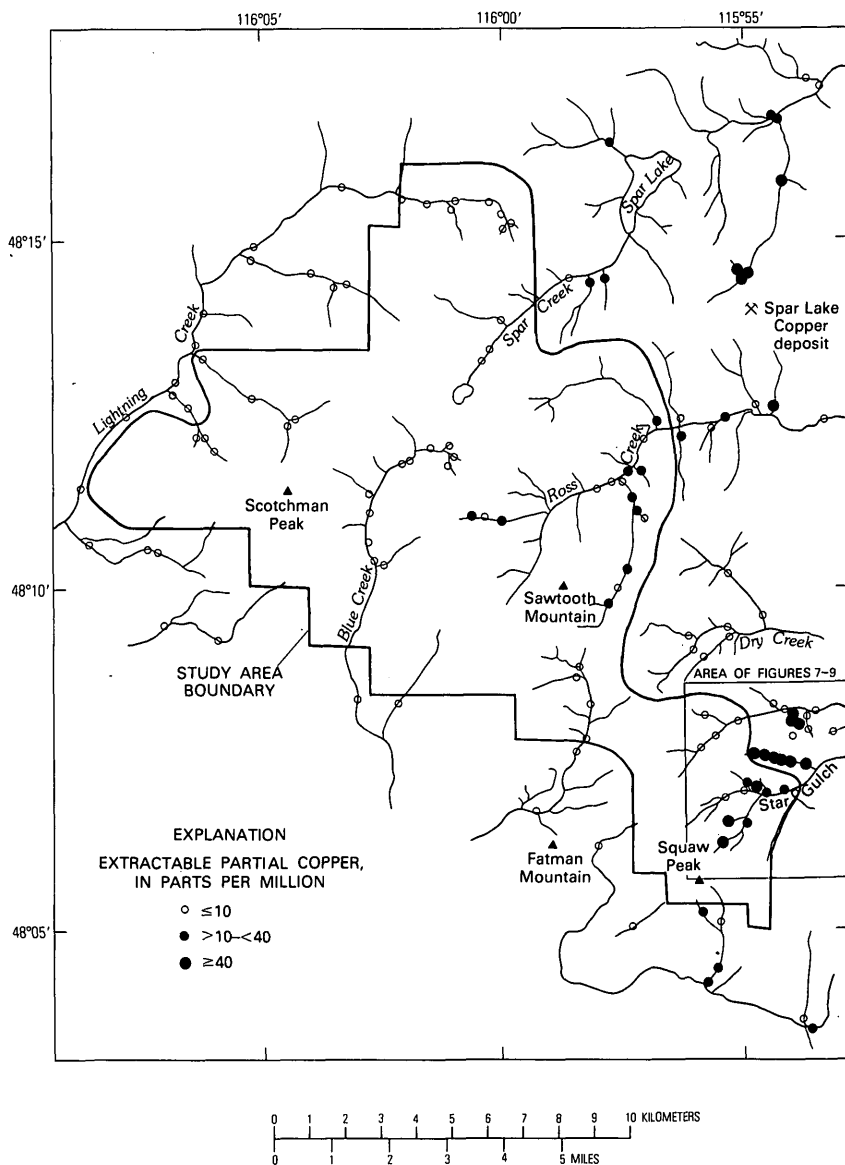 116°05′ 116°00′ 115°55′
48°15′
48°10′
48°05′
Spar Lake
Spar Creek
Spar Lake
Copper
deposit
Lightning Creek
Scotchman
Peak
Ross Creek
Blue Creek
Sawtooth
Mountain
STUDY AREA
BOUNDARY
Dry Creek
AREA OF FIGURES 7–9
Star Gulch
Squaw
Peak
Fatman
Mountain
EXPLANATION
EXTRACTABLE PARTIAL COPPER,
IN PARTS PER MILLION
≤10
>10–<40
≥40
0 1 2 3 4 5 6 7 8 9 10 KILOMETERS
0 1 2 3 4 5 MILES